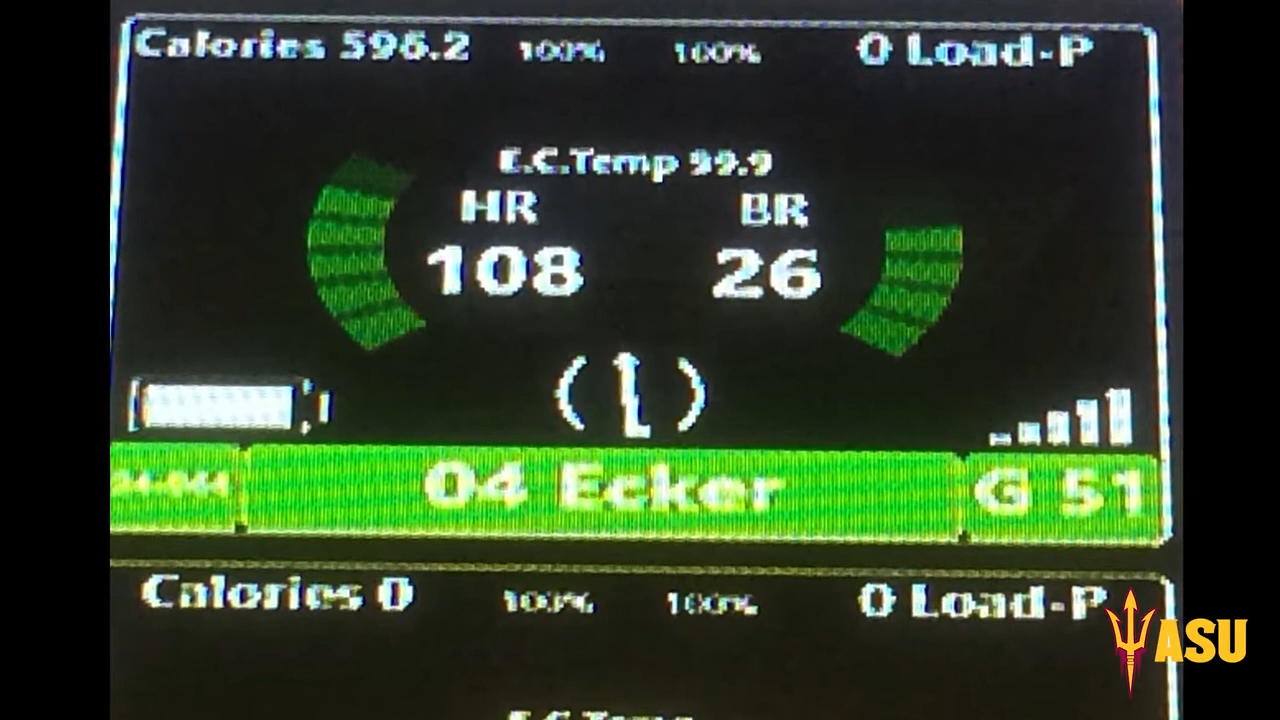 Calories 596.2 100% 100% 0 Load-P
E.C.Temp 99.9
HR BR
108 26
04 Ecker G 51
Calories 0 100% 100% 0 Load-P
ASU
E.C.Temp